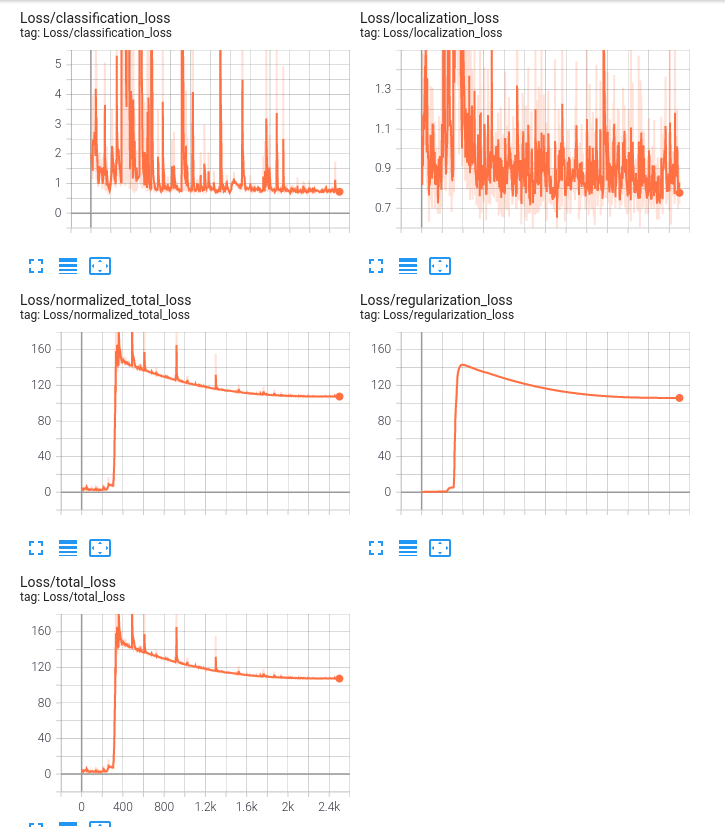 Loss/classification_loss
tag: Loss/classification_loss
5
4
3
2
1
0
Loss/localization_loss
tag: Loss/localization_loss
1.3
1.1
0.9
0.7
Loss/normalized_total_loss
tag: Loss/normalized_total_loss
160
120
80
40
0
Loss/regularization_loss
tag: Loss/regularization_loss
160
120
80
40
0
Loss/total_loss
tag: Loss/total_loss
160
120
80
40
0
0 400 800 1.2k 1.6k 2k 2.4k